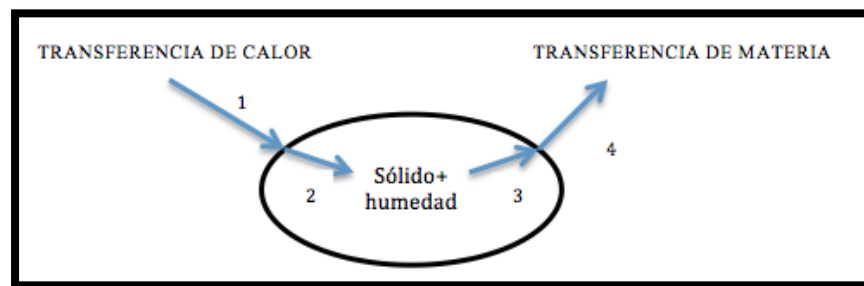 TRANSFERENCIA DE CALOR
TRANSFERENCIA DE MATERIA
1
4
Sólido+
2
3
humedad